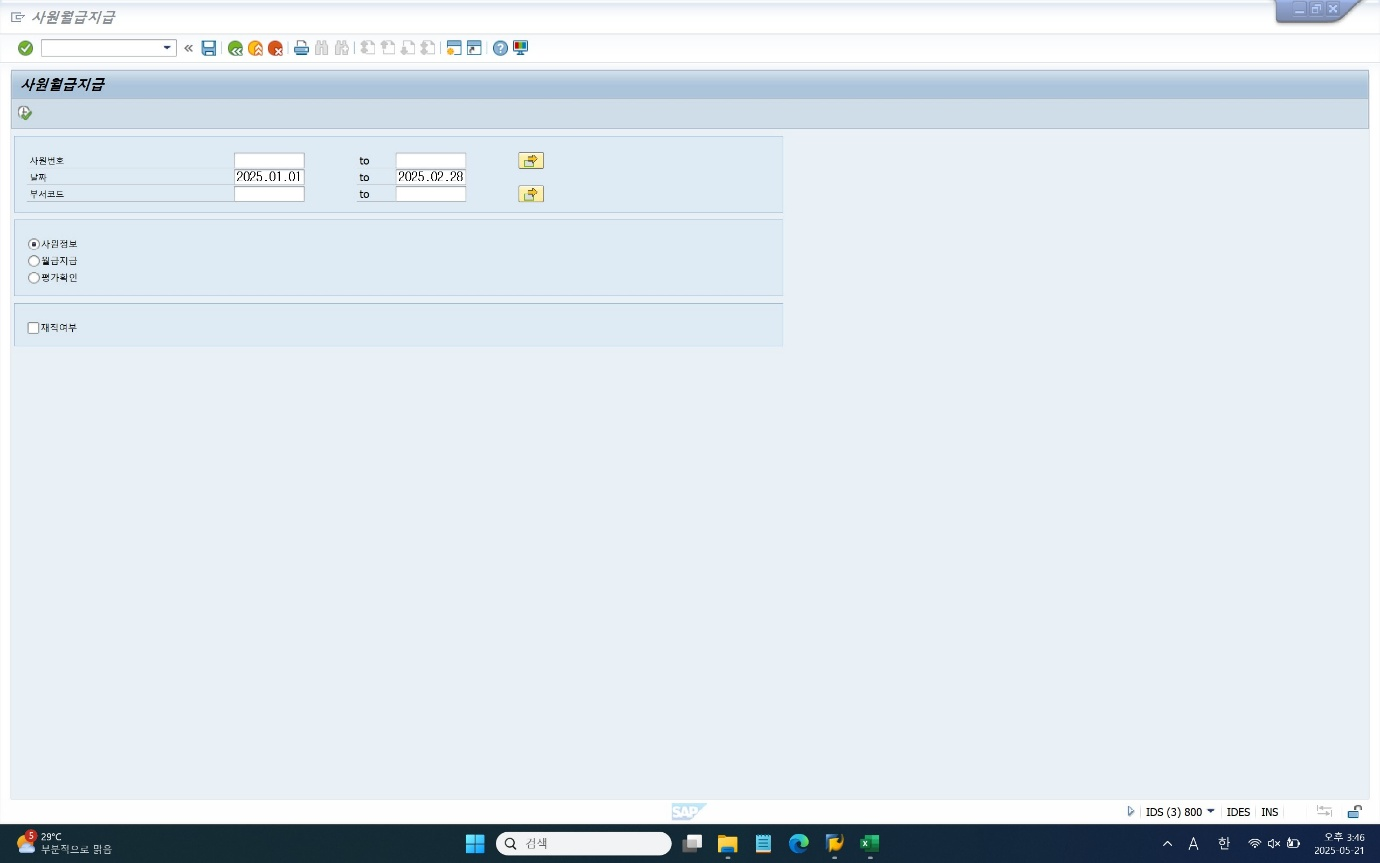 사원월급지급
사원월급지급
사원번호 to
날짜 2025.01.01 to 2025.02.28
부서코드 to
사원정보
월급지급
평가확인
재직여부
SAP
IDS (3) 800 IDES INS
5 29°C
부분적으로 맑음
검색
A 한
오후 3:46
2025-05-21